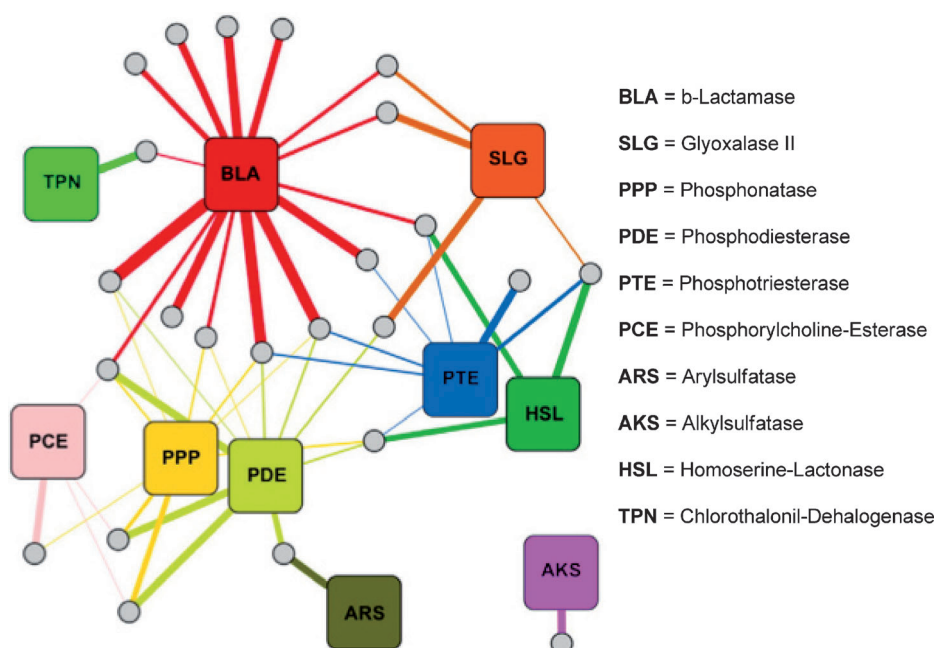 BLA
SLG
TPN
PTE
HSL
PCE
PPP
PDE
ARS
AKS
BLA = b-Lactamase
SLG = Glyoxalase II
PPP = Phosphonatase
PDE = Phosphodiesterase
PTE = Phosphotriesterase
PCE = Phosphorylcholine-Esterase
ARS = Arylsulfatase
AKS = Alkylsulfatase
HSL = Homoserine-Lactonase
TPN = Chlorothalonil-Dehalogenase